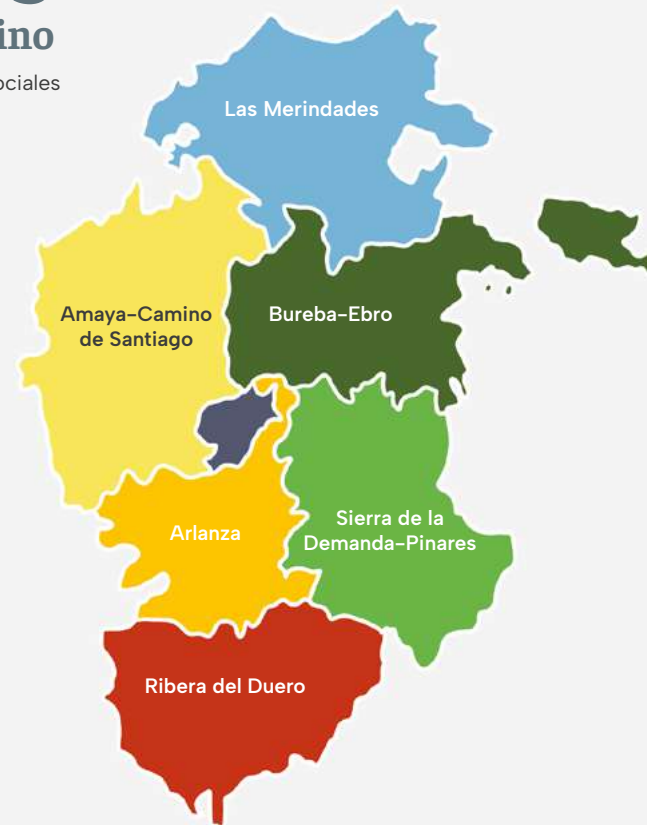 ino
ociales
Las Merindades
Amaya-Camino
de Santiago
Bureba-Ebro
Arlanza
Sierra de la
Demanda-Pinares
Ribera del Duero